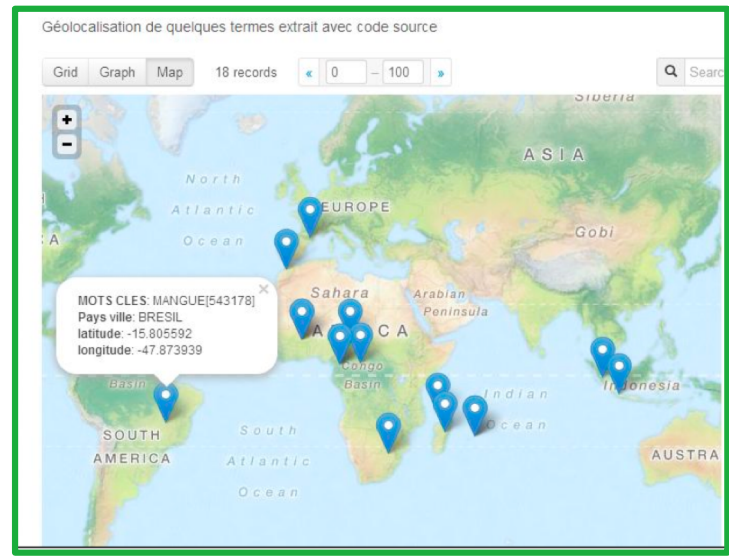 Géolocalisation de quelques termes extrait avec code source
Grid Graph Map 18 records « 0 – 100 » Searc
+
−
Siberia
ASIA
North
Atlantic
Ocean
EUROPE
Gobi
A
Sahara
Arabian
Peninsula
MOTS CLES: MANGUE[543178] ×
Pays ville: BRESIL
latitude: -15.805592
longitude: -47.873939
Congo
Basin
Basin
Indonesia
Indian
Ocean
SOUTH
AMERICA
South
Atlantic
Ocean
AUSTRA